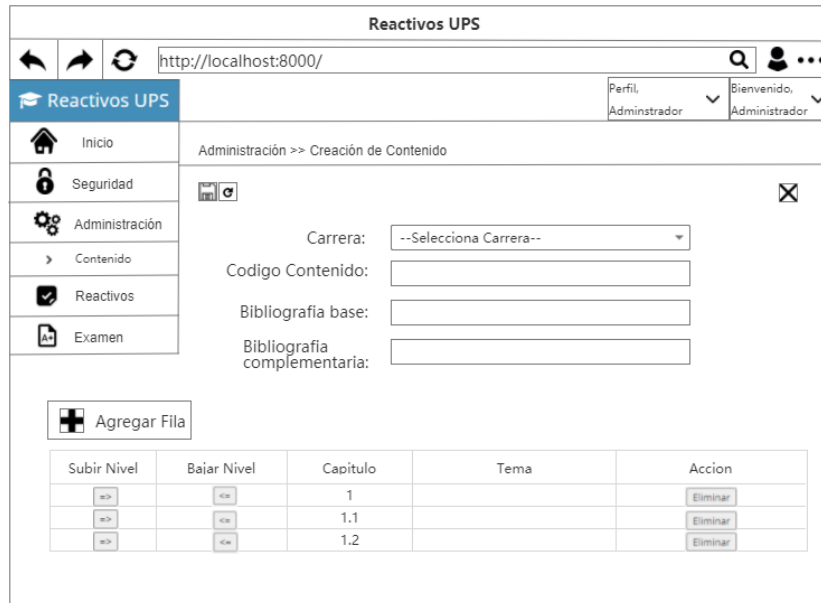 Reactivos UPS
http://localhost:8000/
Reactivos UPS
Perfil,
Adminstrador
Bienvenido,
Administrador
Inicio
Administración >> Creación de Contenido
Seguridad
Administración
Contenido
Reactivos
A+ Examen
Carrera: --Selecciona Carrera--
Codigo Contenido:
Bibliografia base:
Bibliografia
complementaria:
Agregar Fila
Subir Nivel Bajar Nivel Capitulo Tema Accion
=> <= 1 Eliminar
=> <= 1.1 Eliminar
=> <= 1.2 Eliminar